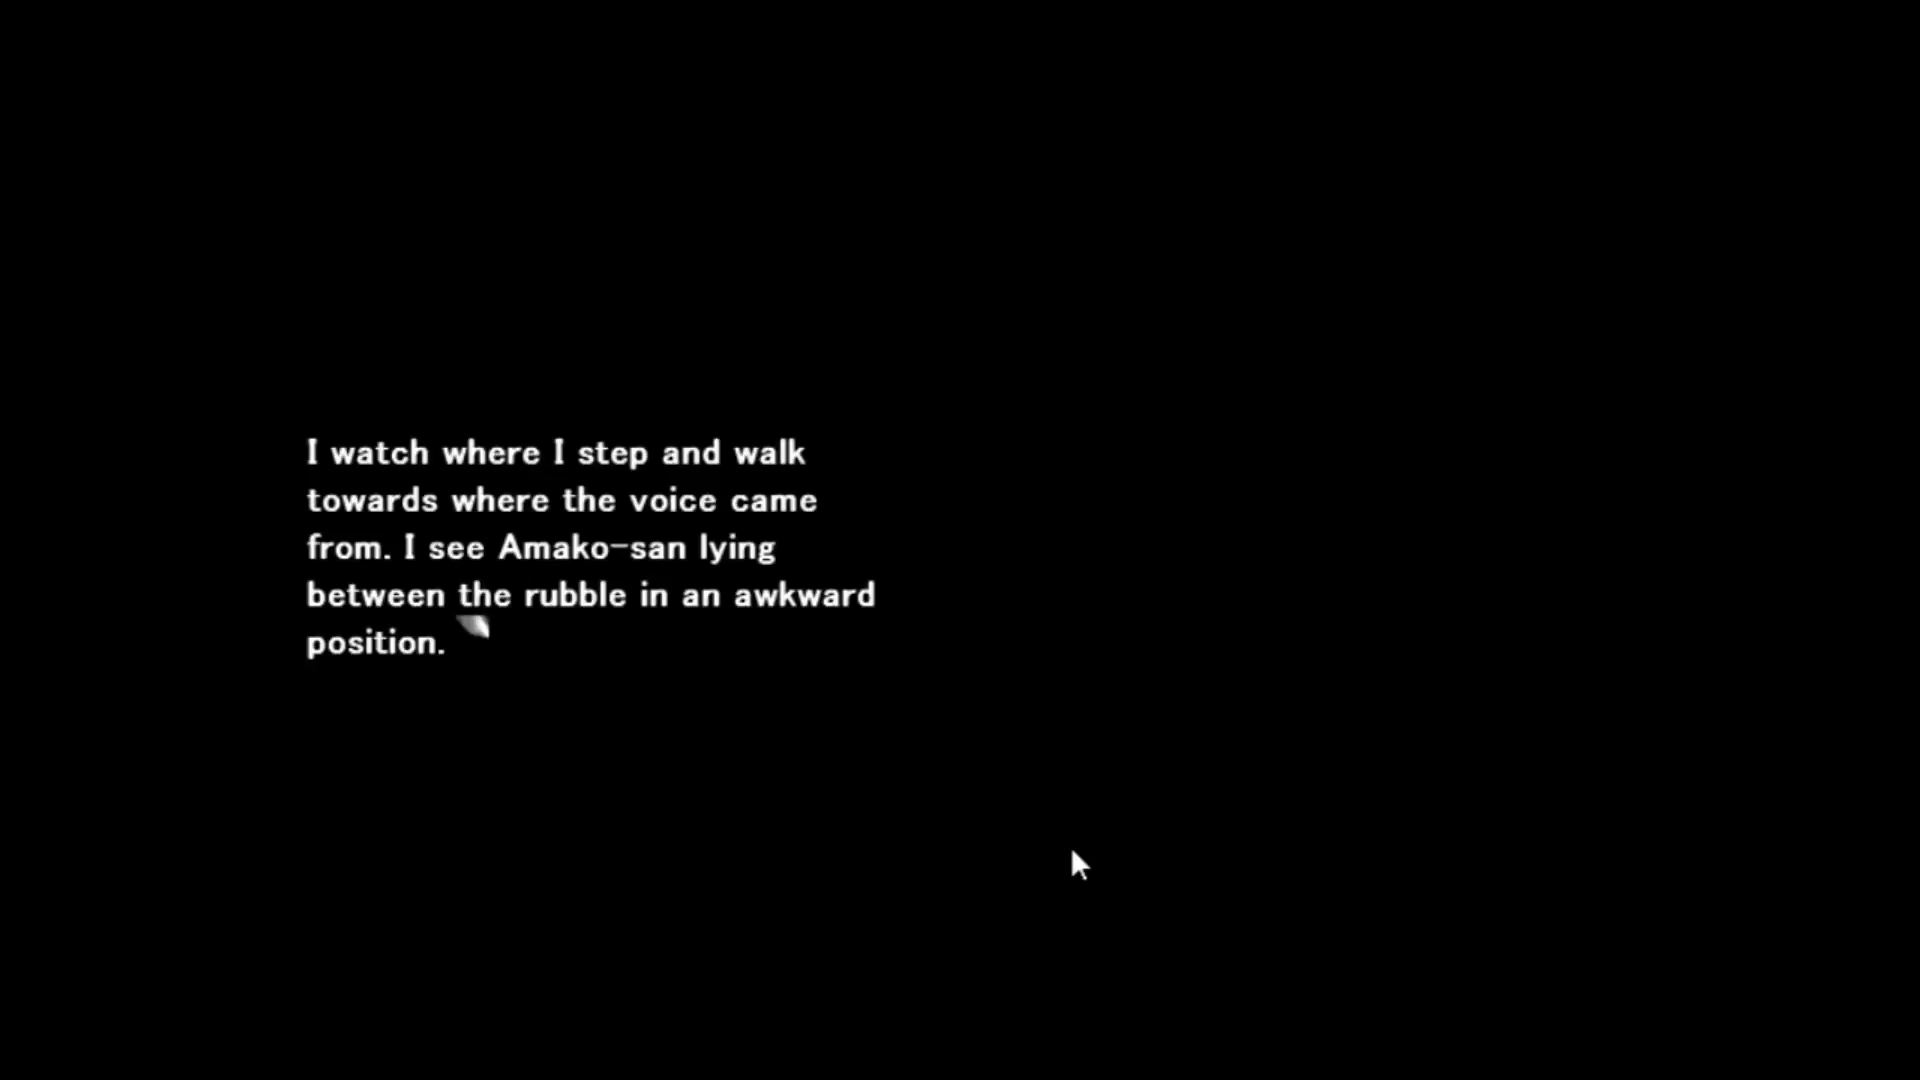 I watch where I step and walk
towards where the voice came
from. I see Amako-san lying
between the rubble in an awkward
position.